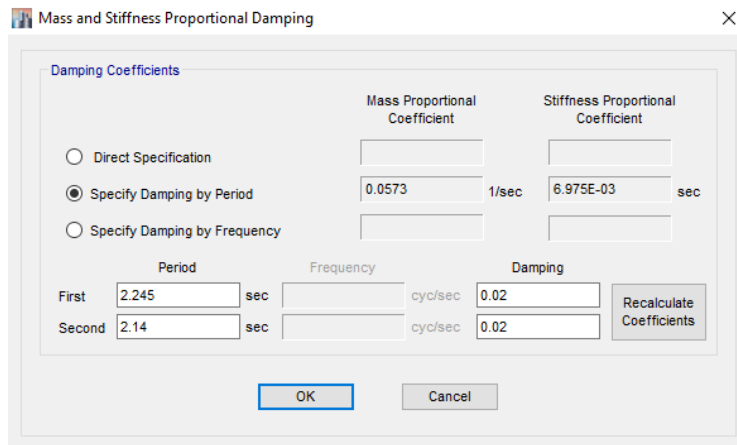 Mass and Stiffness Proportional Damping
Damping Coefficients
Mass Proportional Coefficient
Stiffness Proportional Coefficient
Direct Specification
Specify Damping by Period 0.0573 1/sec 6.975E-03 sec
Specify Damping by Frequency
Period Frequency Damping
First 2.245 sec cyc/sec 0.02
Second 2.14 sec cyc/sec 0.02
Recalculate Coefficients
OK Cancel